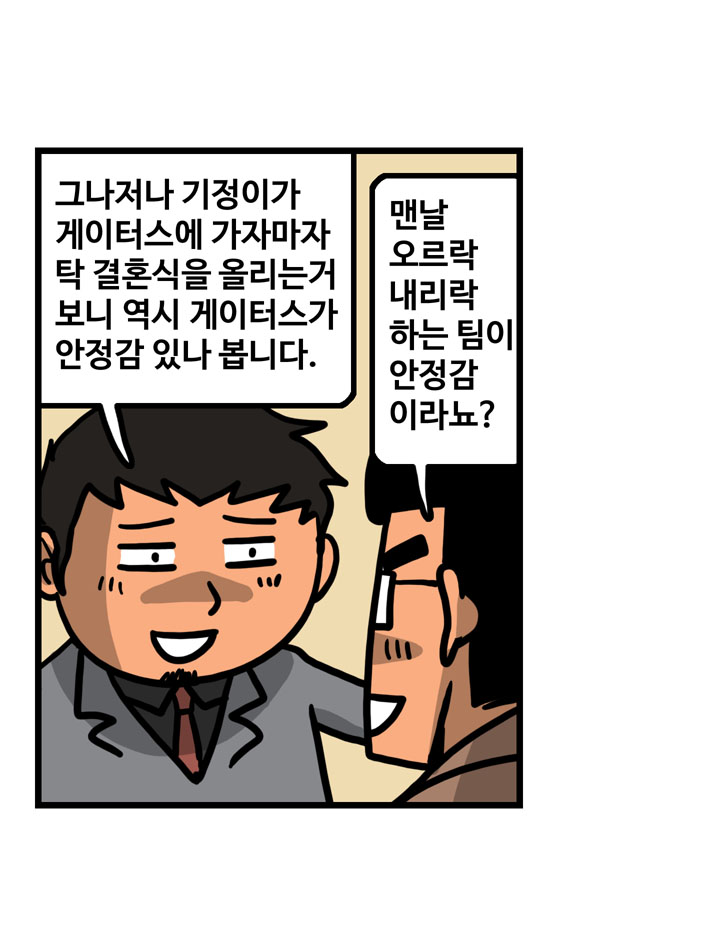 그나저나 기정이가
게이터스에 가자마자
탁 결혼식을 올리는거
보니 역시 게이터스가
안정감 있나 봅니다.
맨날
오르락
내리락
하는 팀이
안정감
이라뇨?